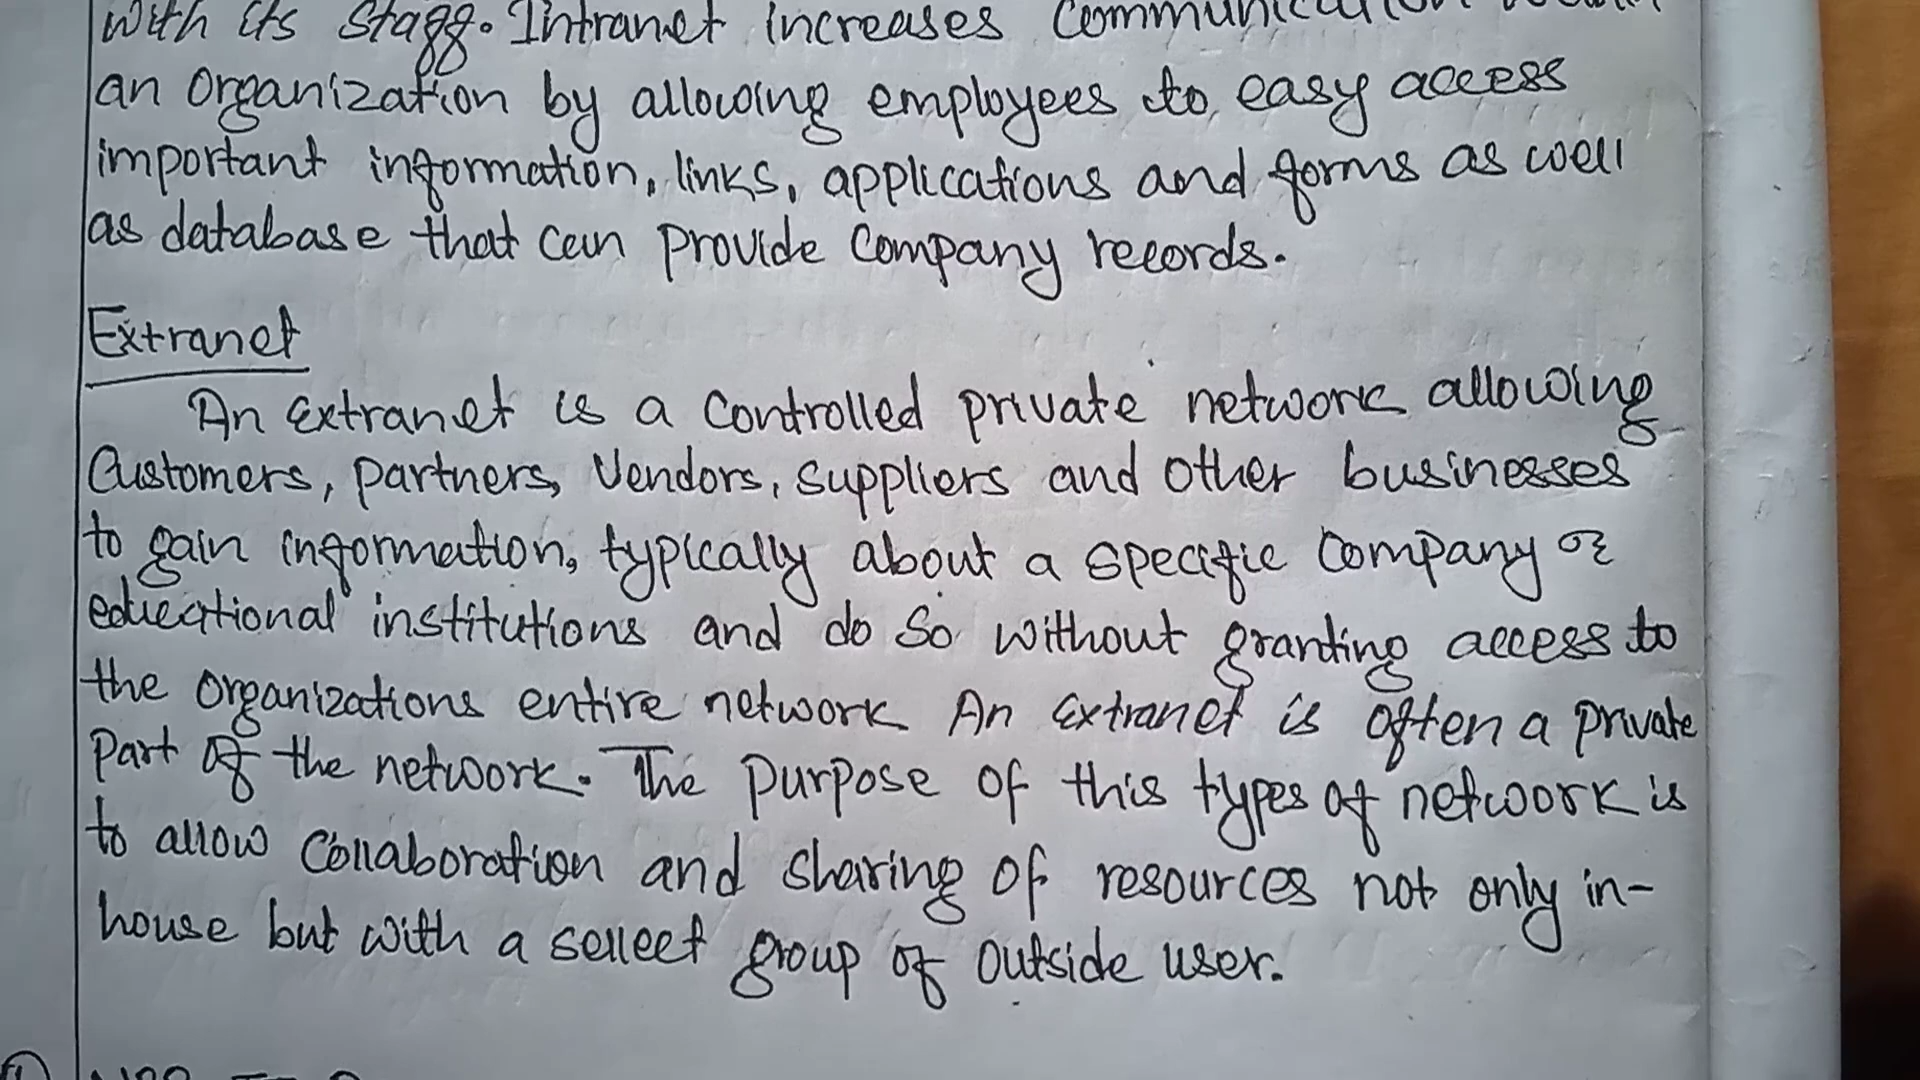 with its staff. Intranet increases Communication within
an organization by allowing employees to easy access
important information, links, applications and forms as well
as database that can provide company records.
Extranet
An extranet is a controlled private network allowing
Customers, partners, Vendors, suppliers and other businesses
to gain information, typically about a specific company or
educational institutions and do so without granting access to
the organizations entire network An extranet is often a private
part of the network. The purpose of this types of network is
to allow Collaboration and sharing of resources not only in-
house but with a sellect group of outside user.